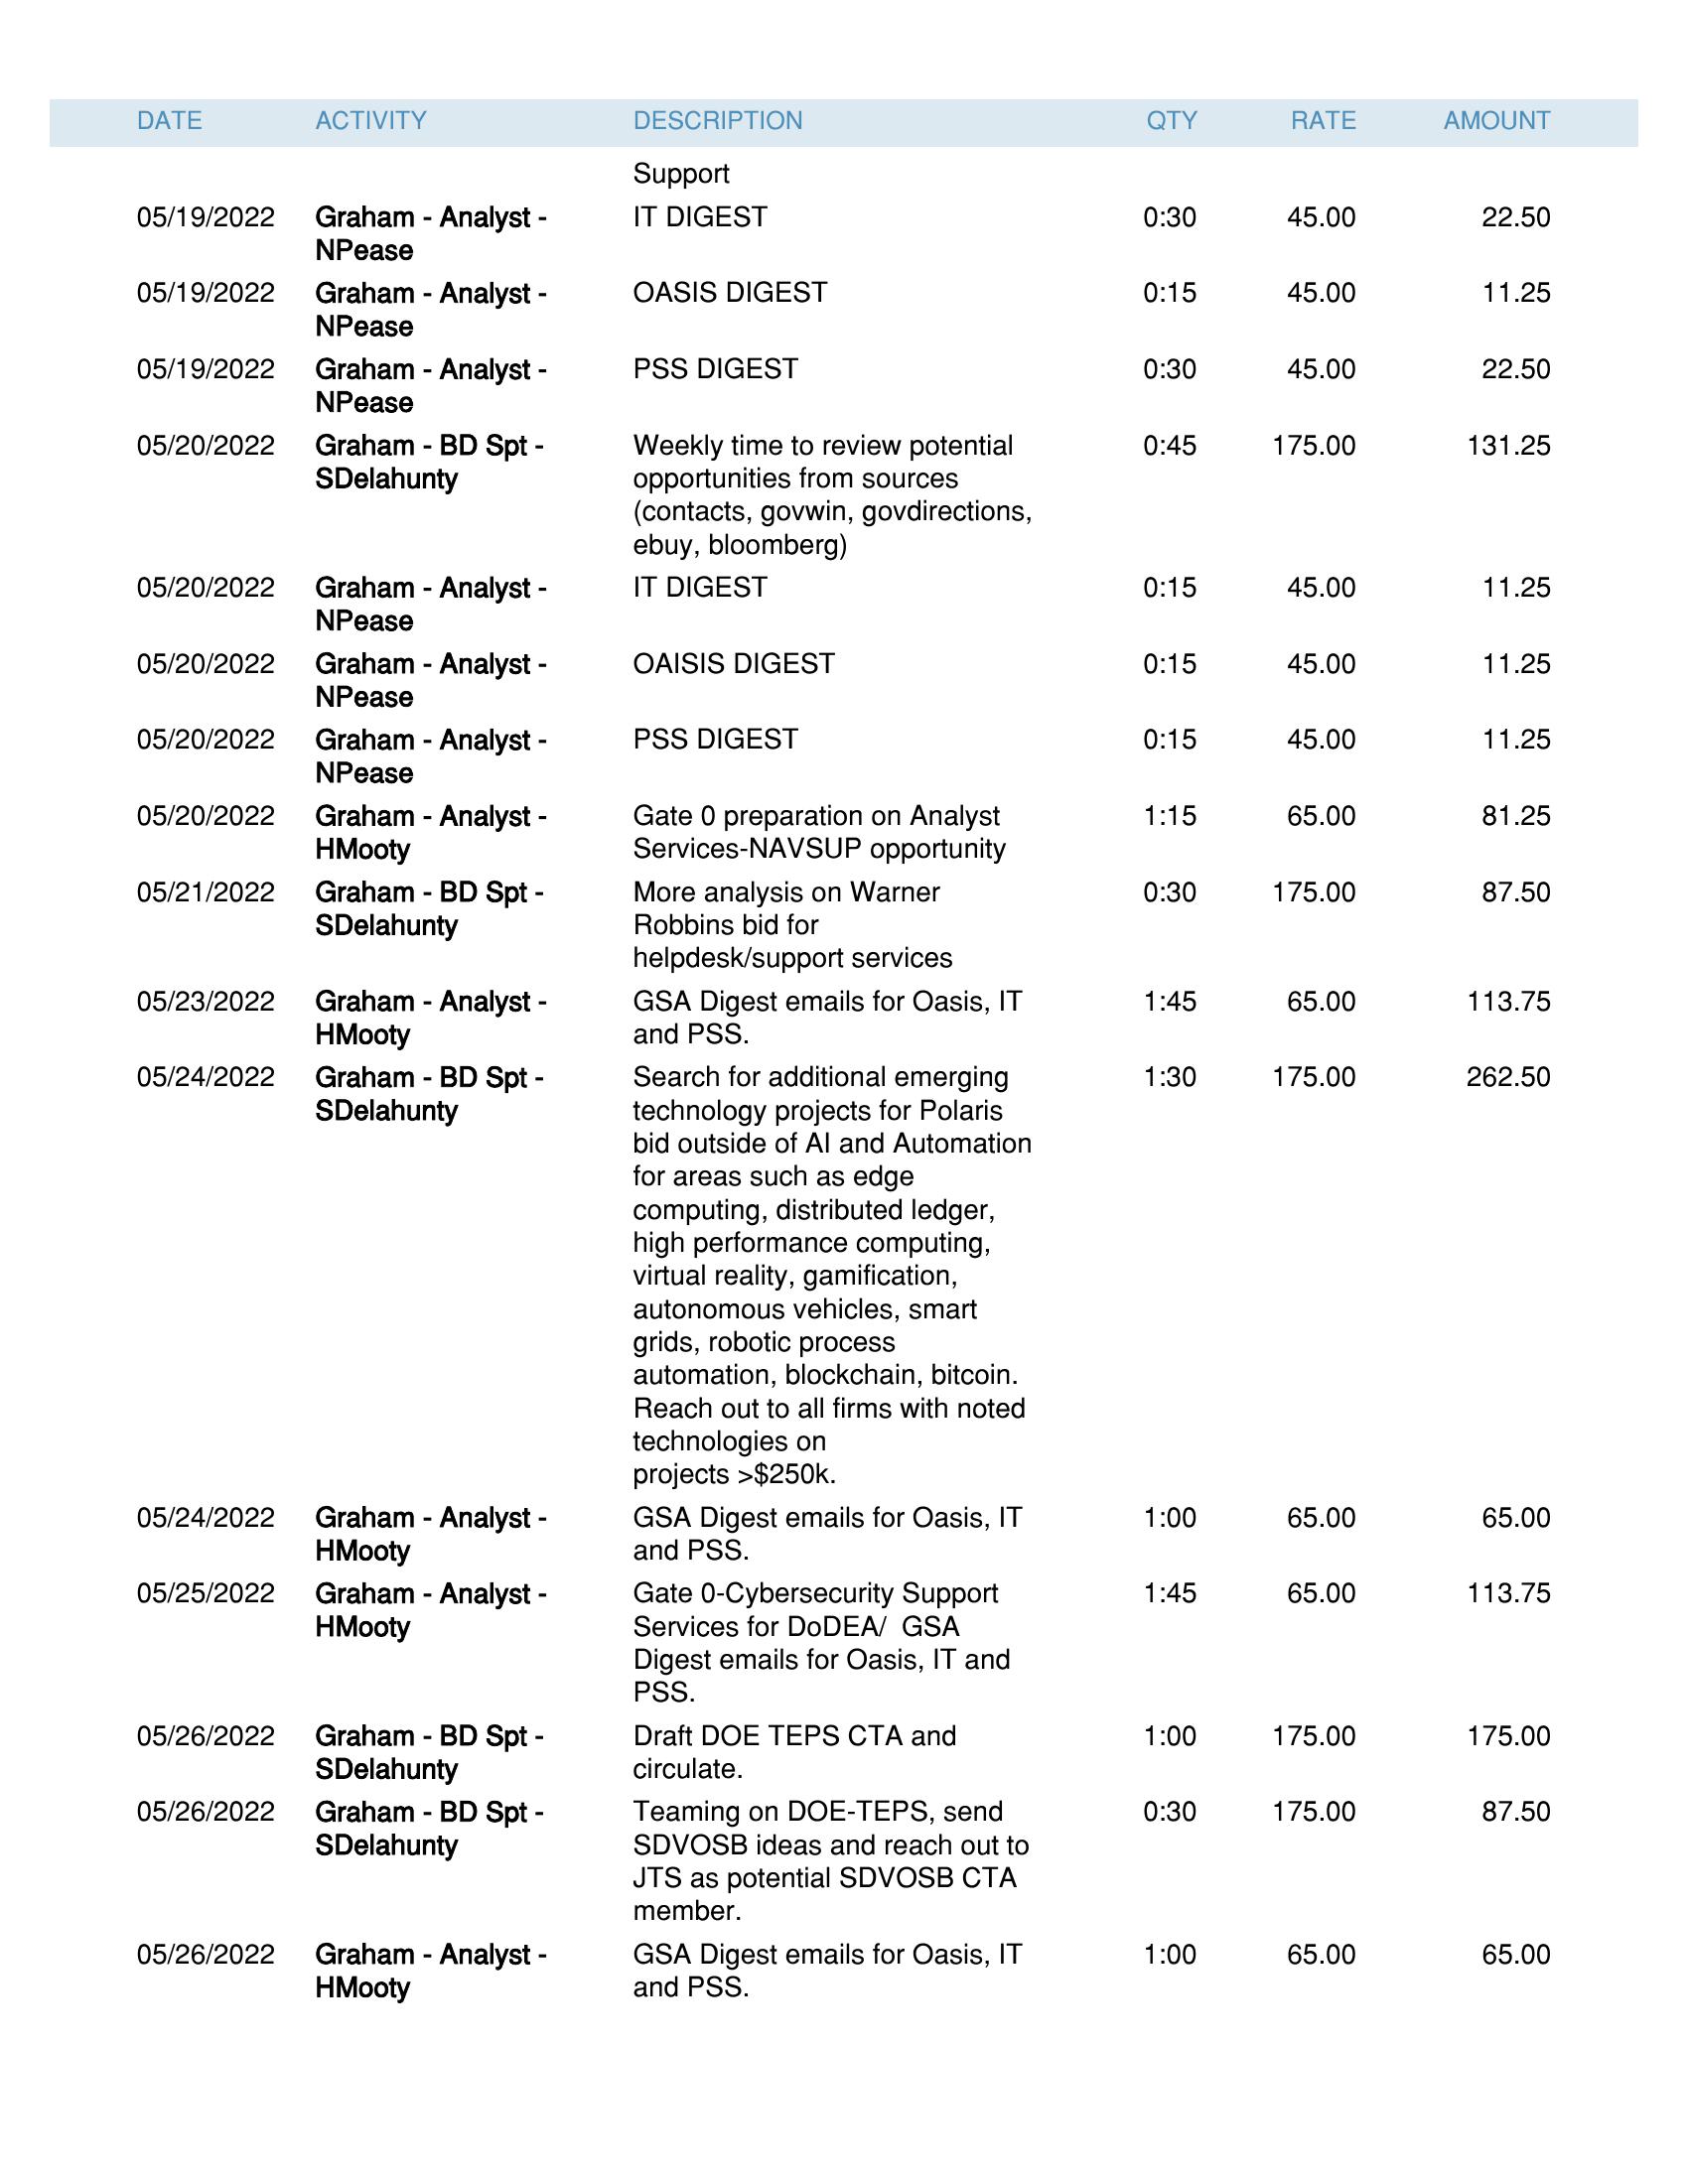 DATE ACTIVITY DESCRIPTION QTY RATE AMOUNT
Support
05/19/2022 Graham - Analyst - IT DIGEST 0:30 45.00 22.50
NPease
05/19/2022 Graham - Analyst - OASIS DIGEST 0:15 45.00 11.25
NPease
05/19/2022 Graham - Analyst - PSS DIGEST 0:30 45.00 22.50
NPease
05/20/2022 Graham - BD Spt - Weekly time to review potential 0:45 175.00 131.25
SDelahunty opportunities from sources
(contacts, govwin, govdirections,
ebuy, bloomberg)
05/20/2022 Graham - Analyst - IT DIGEST 0:15 45.00 11.25
NPease
05/20/2022 Graham - Analyst - OAISIS DIGEST 0:15 45.00 11.25
NPease
05/20/2022 Graham - Analyst - PSS DIGEST 0:15 45.00 11.25
NPease
05/20/2022 Graham - Analyst - Gate 0 preparation on Analyst 1:15 65.00 81.25
HMooty Services-NAVSUP opportunity
05/21/2022 Graham - BD Spt - More analysis on Warner 0:30 175.00 87.50
SDelahunty Robbins bid for
helpdesk/support services
05/23/2022 Graham - Analyst - GSA Digest emails for Oasis, IT 1:45 65.00 113.75
HMooty and PSS.
05/24/2022 Graham - BD Spt - Search for additional emerging 1:30 175.00 262.50
SDelahunty technology projects for Polaris
bid outside of AI and Automation
for areas such as edge
computing, distributed ledger,
high performance computing,
virtual reality, gamification,
autonomous vehicles, smart
grids, robotic process
automation, blockchain, bitcoin.
Reach out to all firms with noted
technologies on
projects >$250k.
05/24/2022 Graham - Analyst - GSA Digest emails for Oasis, IT 1:00 65.00 65.00
HMooty and PSS.
05/25/2022 Graham - Analyst - Gate 0-Cybersecurity Support 1:45 65.00 113.75
HMooty Services for DoDEA/  GSA
Digest emails for Oasis, IT and
PSS.
05/26/2022 Graham - BD Spt - Draft DOE TEPS CTA and 1:00 175.00 175.00
SDelahunty circulate.
05/26/2022 Graham - BD Spt - Teaming on DOE-TEPS, send 0:30 175.00 87.50
SDelahunty SDVOSB ideas and reach out to
JTS as potential SDVOSB CTA
member.
05/26/2022 Graham - Analyst - GSA Digest emails for Oasis, IT 1:00 65.00 65.00
HMooty and PSS.